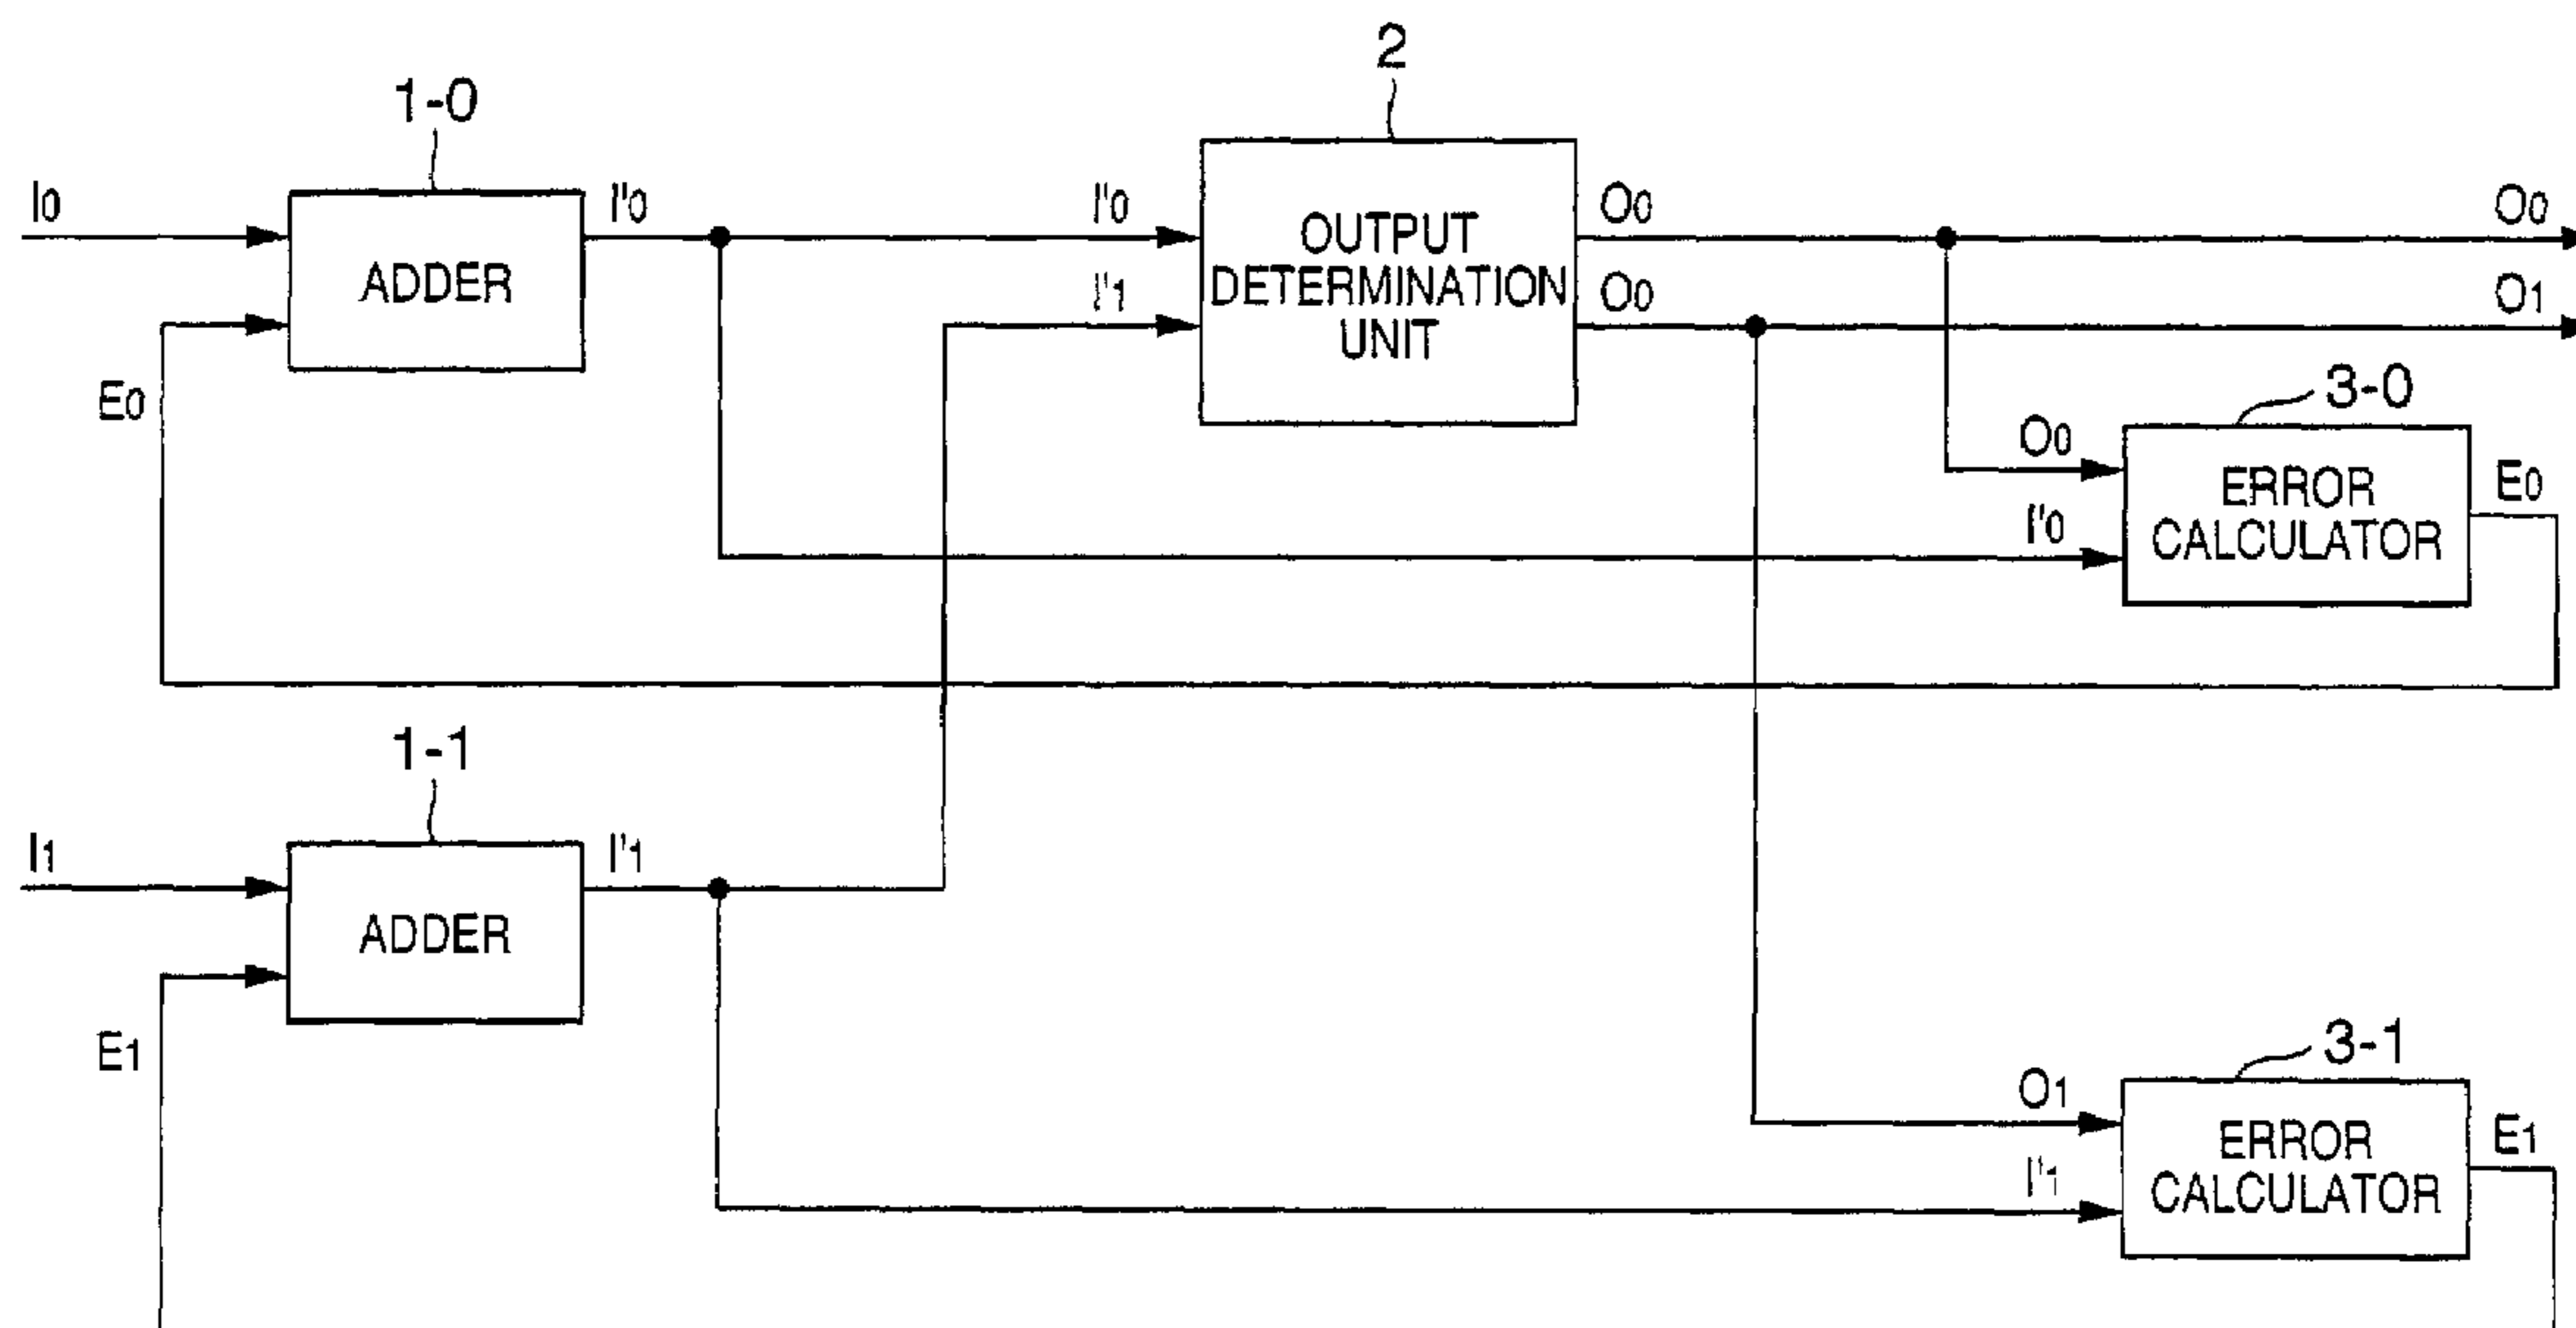 2
1-0
I0
I'0
I'0
O0
O0
ADDER
OUTPUT
DETERMINATION
UNIT
I'1
O0
O1
E0
3-0
O0
E0
ERROR
CALCULATOR
I'0
1-1
I1
I'1
ADDER
E1
3-1
O1
E1
ERROR
CALCULATOR
I'1